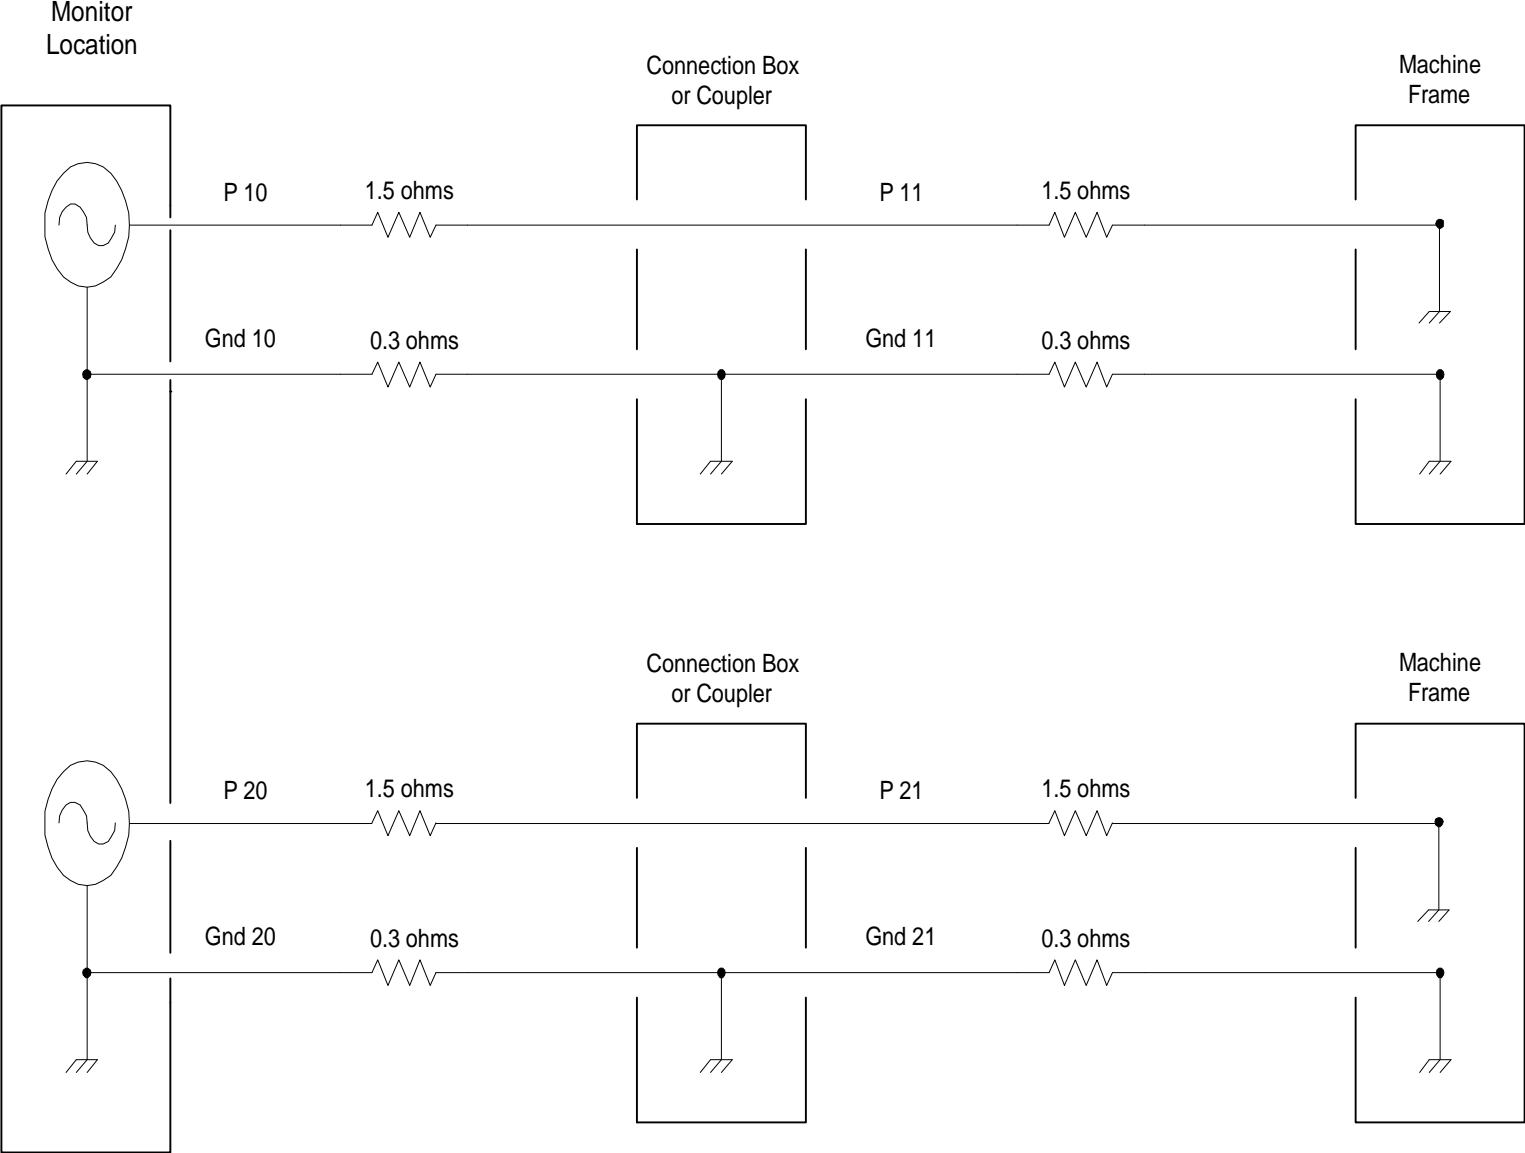 Monitor
Location
Connection Box
or Coupler
Machine
Frame
P 10
1.5 ohms
P 11
1.5 ohms
Gnd 10
0.3 ohms
Gnd 11
0.3 ohms
Connection Box
or Coupler
Machine
Frame
P 20
1.5 ohms
P 21
1.5 ohms
Gnd 20
0.3 ohms
Gnd 21
0.3 ohms